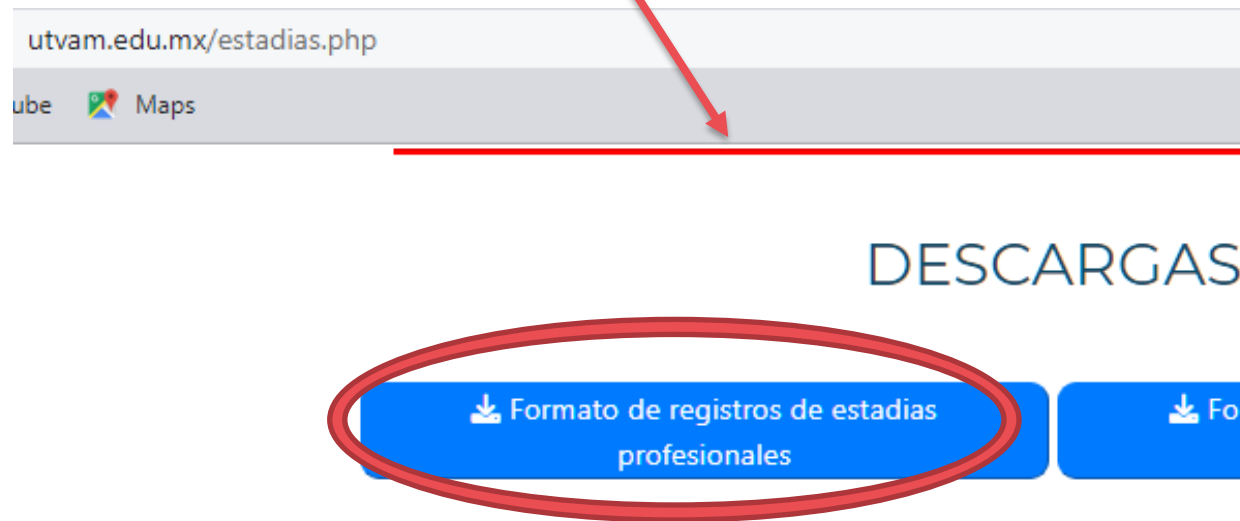 utvam.edu.mx/estadias.php
ube Maps
DESCARGAS
Formato de registros de estadias
profesionales
Fo